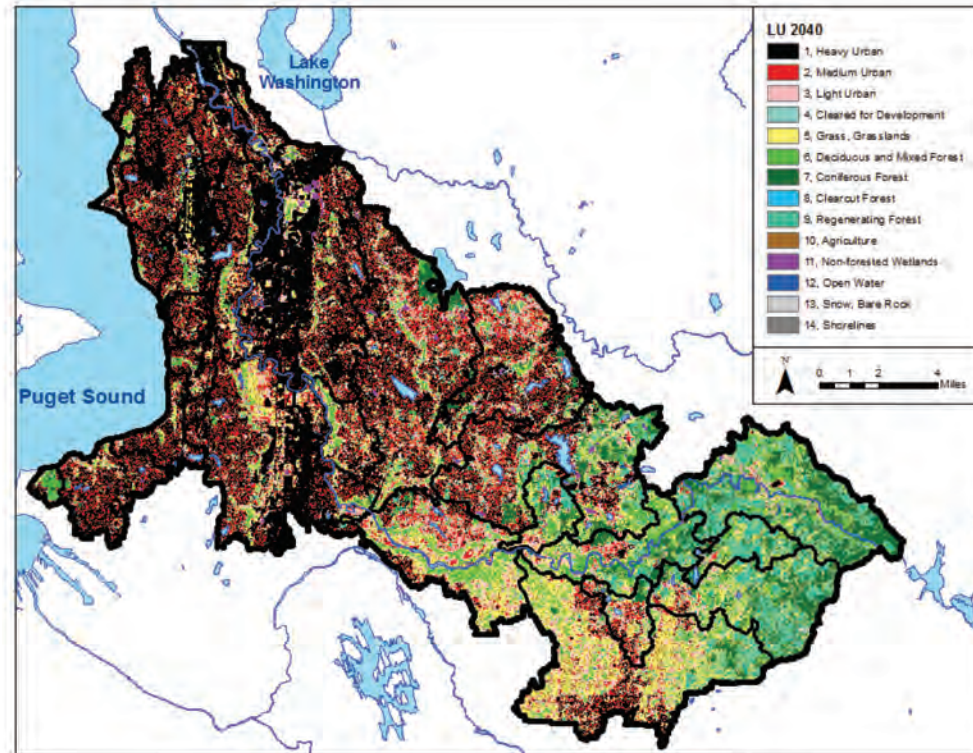 Lake
Washington
Puget Sound
LU 2040
1, Heavy Urban
2, Medium Urban
3, Light Urban
4, Cleared for Development
5, Grass, Grasslands
6, Deciduous and Mixed Forest
7, Coniferous Forest
8, Clearcut Forest
9, Regenerating Forest
10, Agriculture
11, Non-forested Wetlands
12, Open Water
13, Snow, Bare Rock
14, Shorelines
N
0 1 2 4
Miles